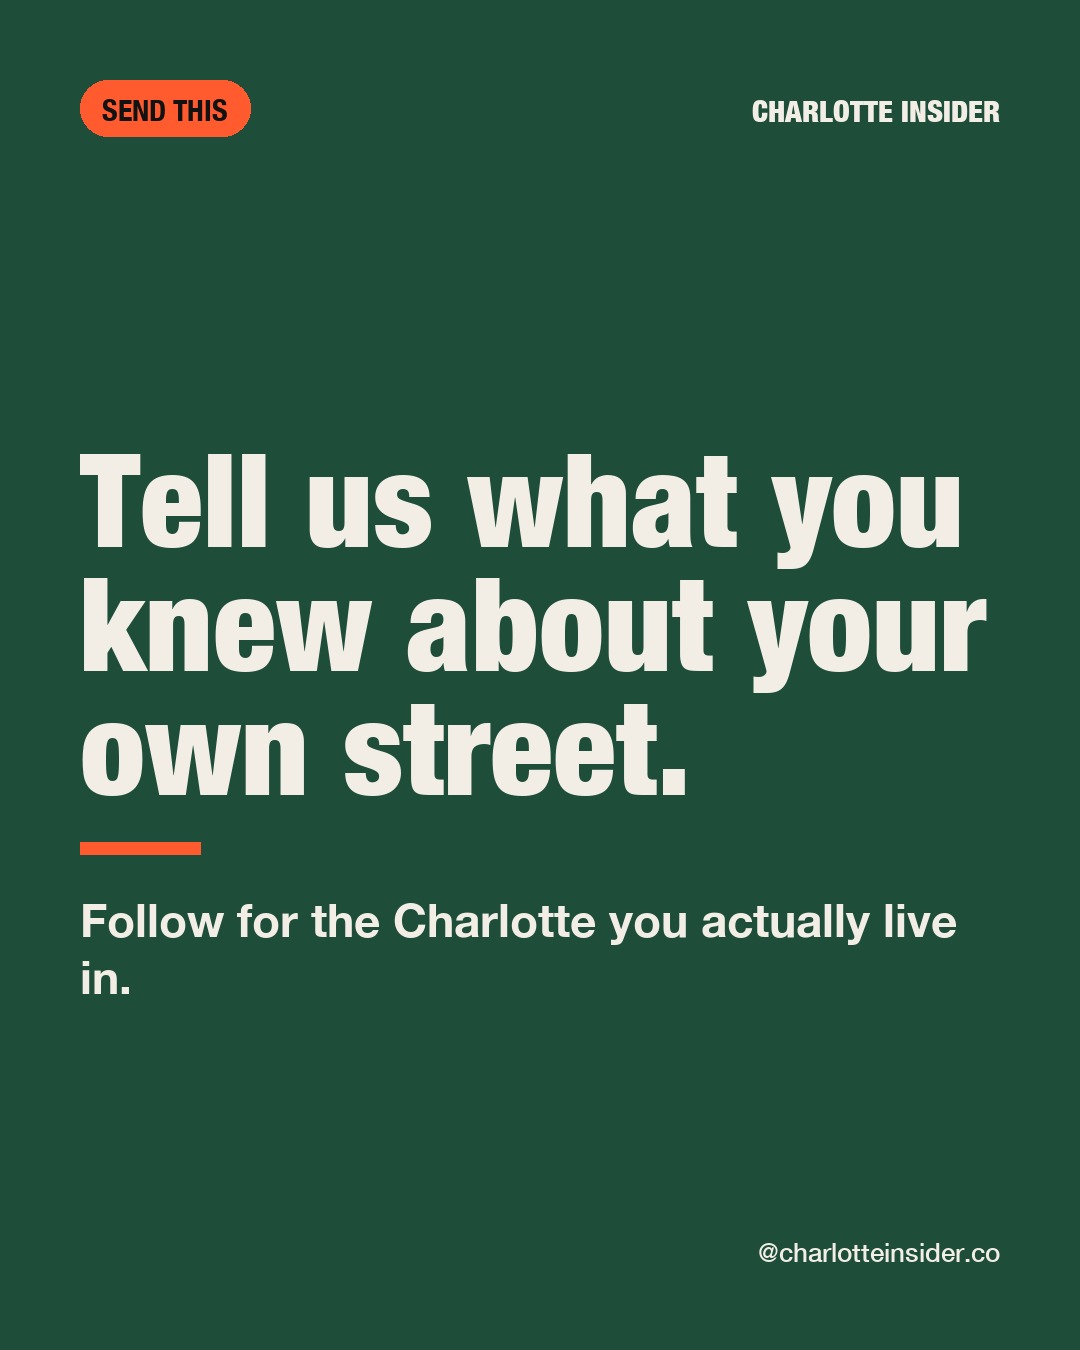 SEND THIS
CHARLOTTE INSIDER
Tell us what you
knew about your
own street.
Follow for the Charlotte you actually live
in.
@charlotteinsider.co